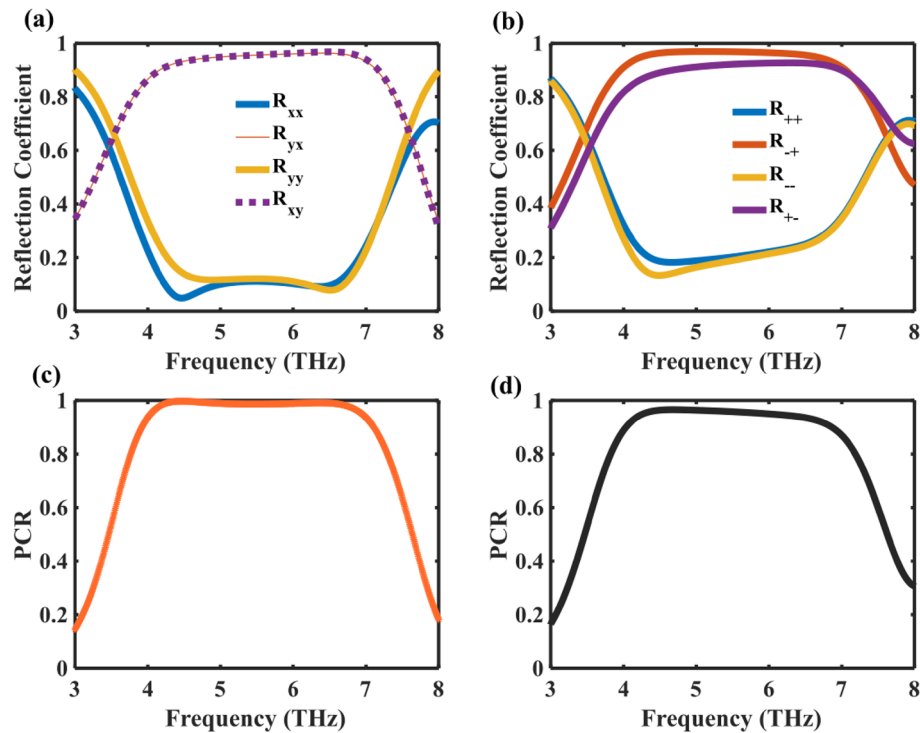 (a)
Reflection Coefficient
1
0.8
0.6
0.4
0.2
0
R_xx
R_yx
R_yy
R_xy
3 4 5 6 7 8
Frequency (THz)
(b)
Reflection Coefficient
1
0.8
0.6
0.4
0.2
0
R_++
R_-+
R_--
R_+-
3 4 5 6 7 8
Frequency (THz)
(c)
PCR
1
0.8
0.6
0.4
0.2
0
3 4 5 6 7 8
Frequency (THz)
(d)
PCR
1
0.8
0.6
0.4
0.2
0
3 4 5 6 7 8
Frequency (THz)